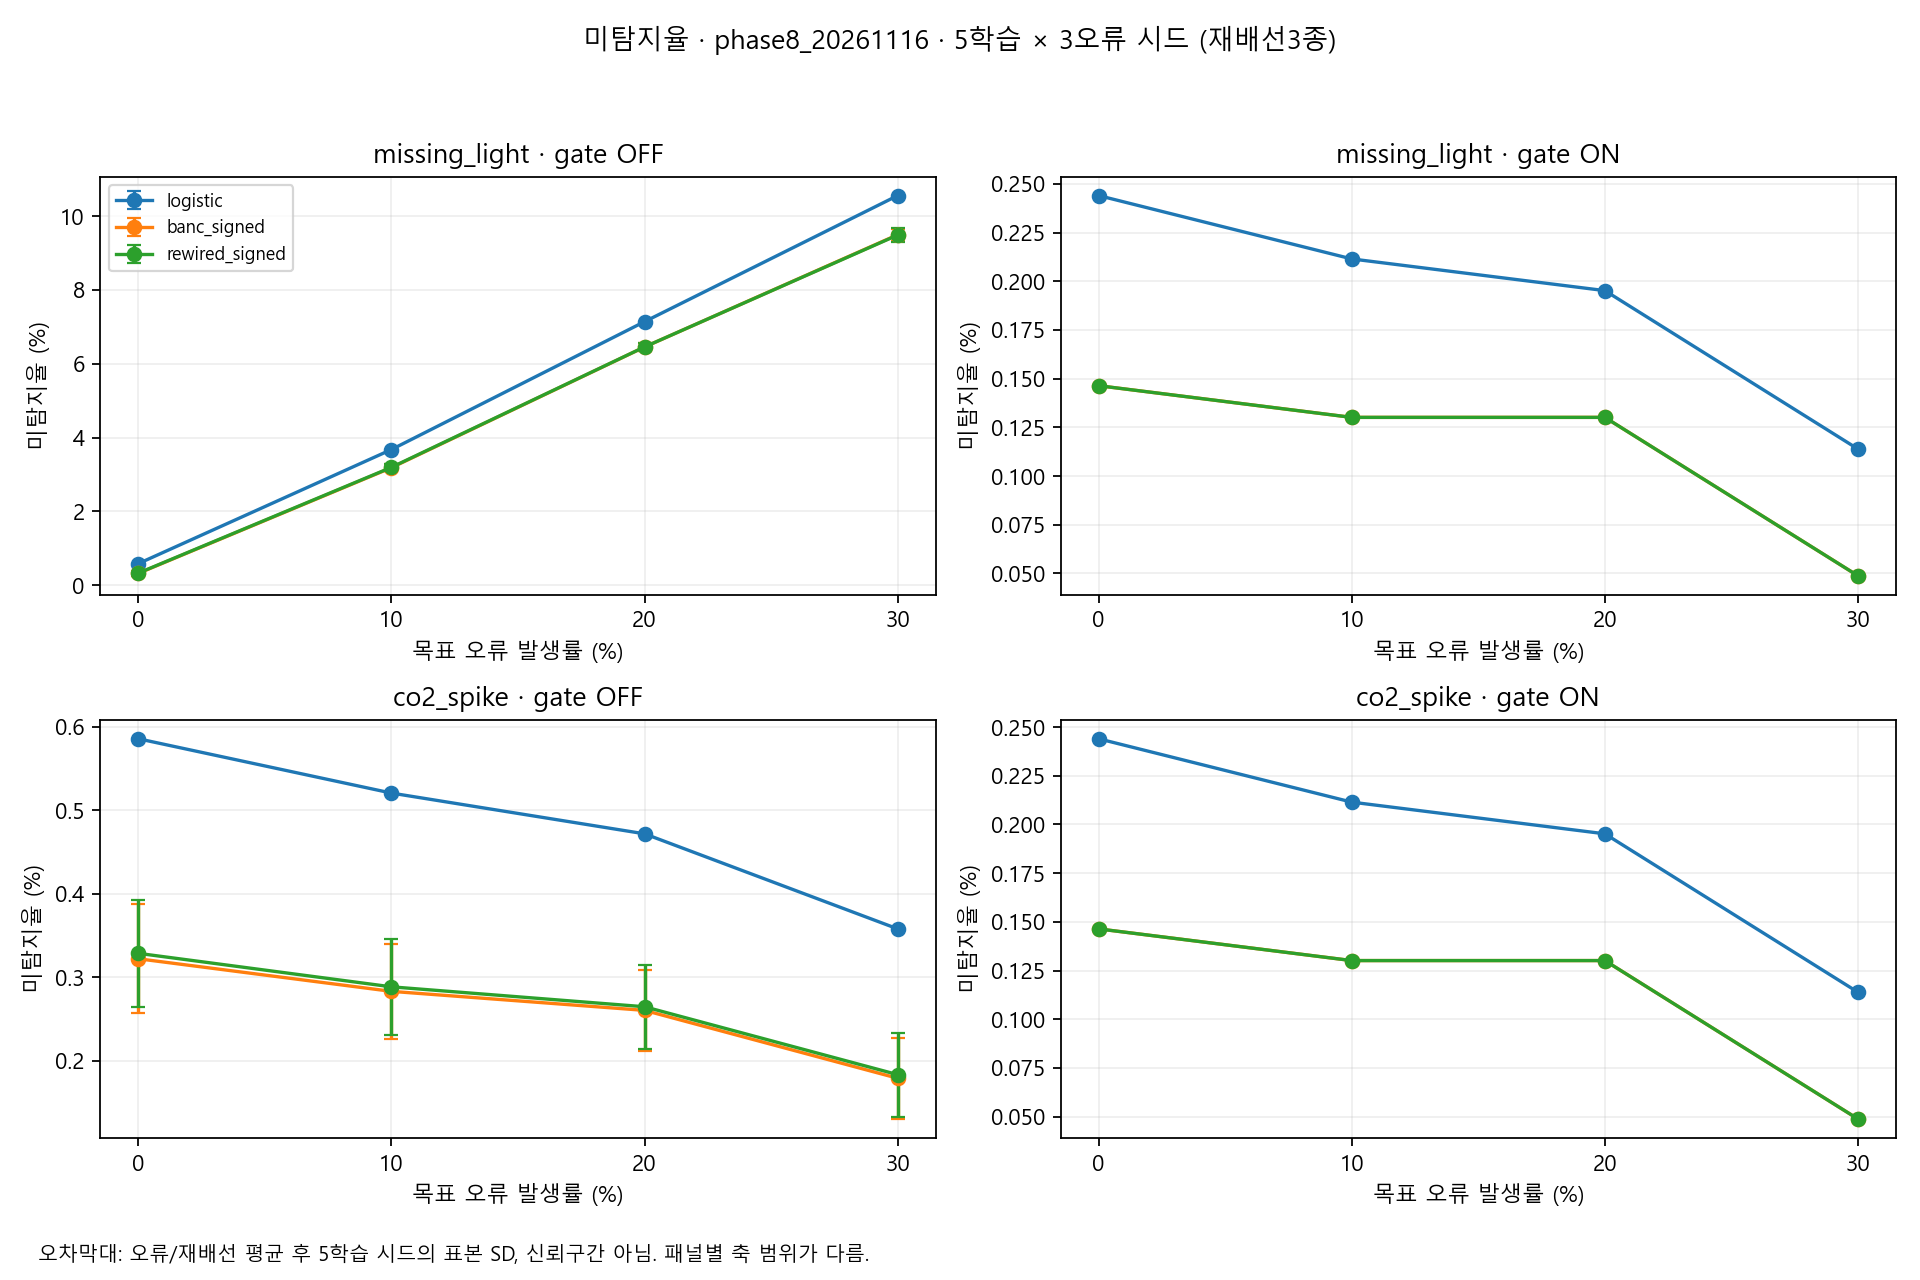 미탐지율 · phase8_20261116 · 5학습 × 3오류 시드 (재배선3종)
missing_light · gate OFF
logistic
banc_signed
rewired_signed
미탐지율 (%)
10
8
6
4
2
0
0 10 20 30
목표 오류 발생률 (%)
missing_light · gate ON
미탐지율 (%)
0.250
0.225
0.200
0.175
0.150
0.125
0.100
0.075
0.050
0 10 20 30
목표 오류 발생률 (%)
co2_spike · gate OFF
미탐지율 (%)
0.6
0.5
0.4
0.3
0.2
0 10 20 30
목표 오류 발생률 (%)
co2_spike · gate ON
미탐지율 (%)
0.250
0.225
0.200
0.175
0.150
0.125
0.100
0.075
0.050
0 10 20 30
목표 오류 발생률 (%)
오차막대: 오류/재배선 평균 후 5학습 시드의 표본 SD, 신뢰구간 아님. 패널별 축 범위가 다름.